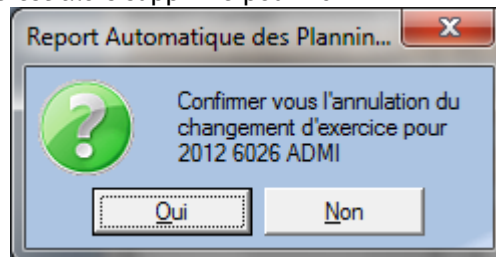 Report Automatique des Plannin...
Confirmer vous l'annulation du
changement d'exercice pour
2012 6026 ADMI
Oui
Non